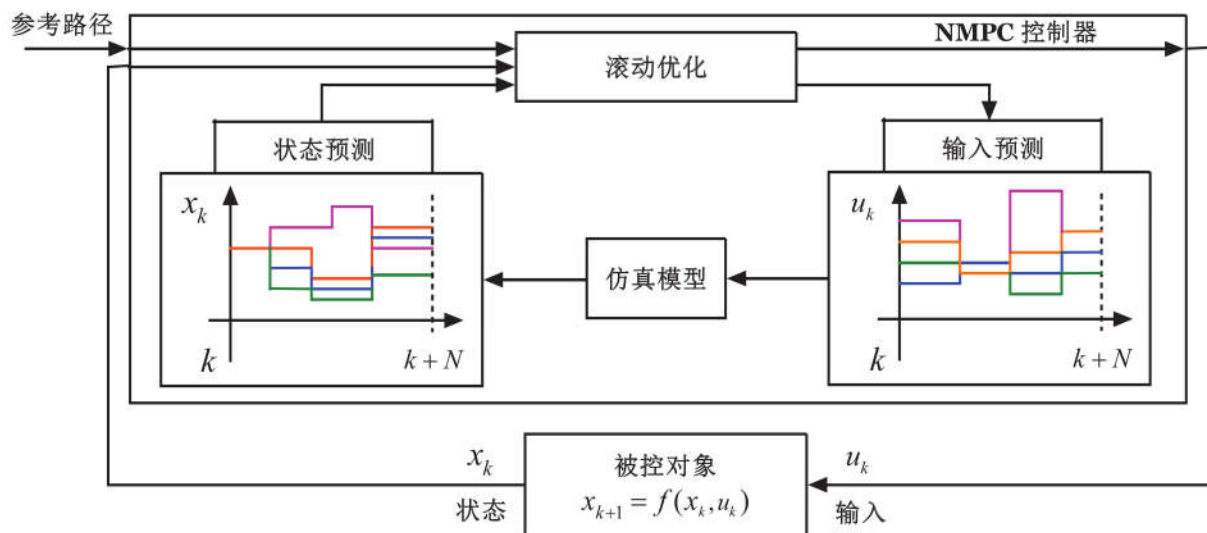 参考路径
NMPC 控制器
滚动优化
状态预测
输入预测
x_k
u_k
仿真模型
k
k + N
k
k + N
x_k
被控对象
u_k
状态
x_{k+1} = f(x_k, u_k)
输入